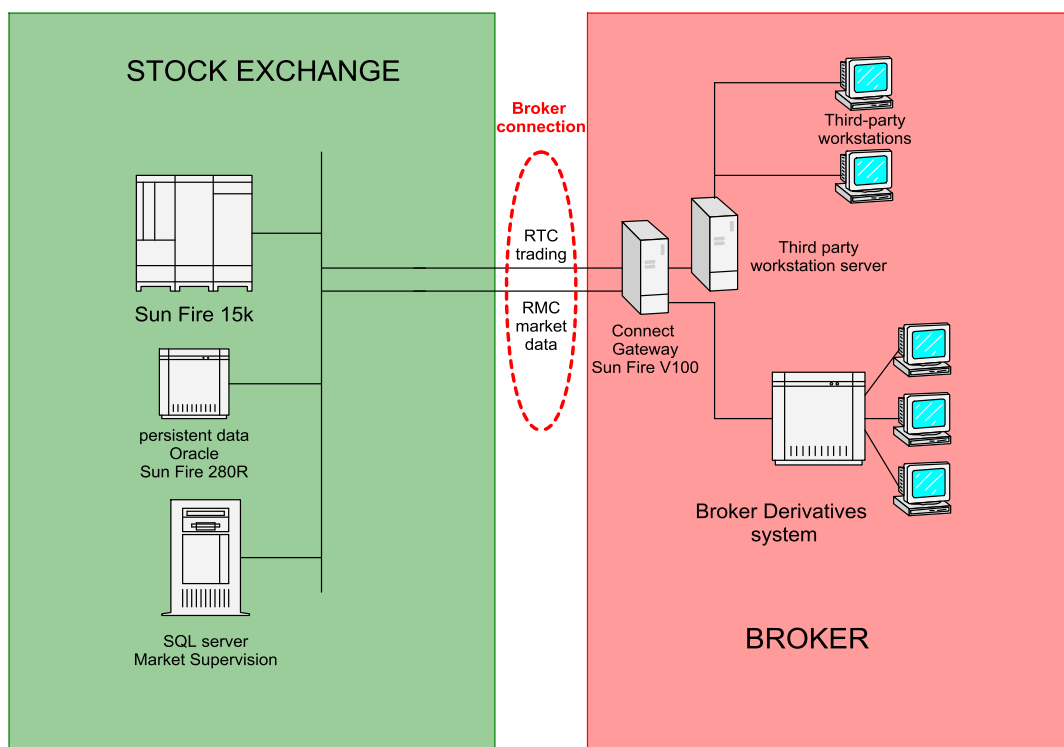 STOCK EXCHANGE
Sun Fire 15k
persistent data
Oracle
Sun Fire 280R
SQL server
Market Supervision
Broker
connection
RTC
trading
RMC
market
data
Third-party
workstations
Third party
workstation server
Connect
Gateway
Sun Fire V100
Broker Derivatives
system
BROKER